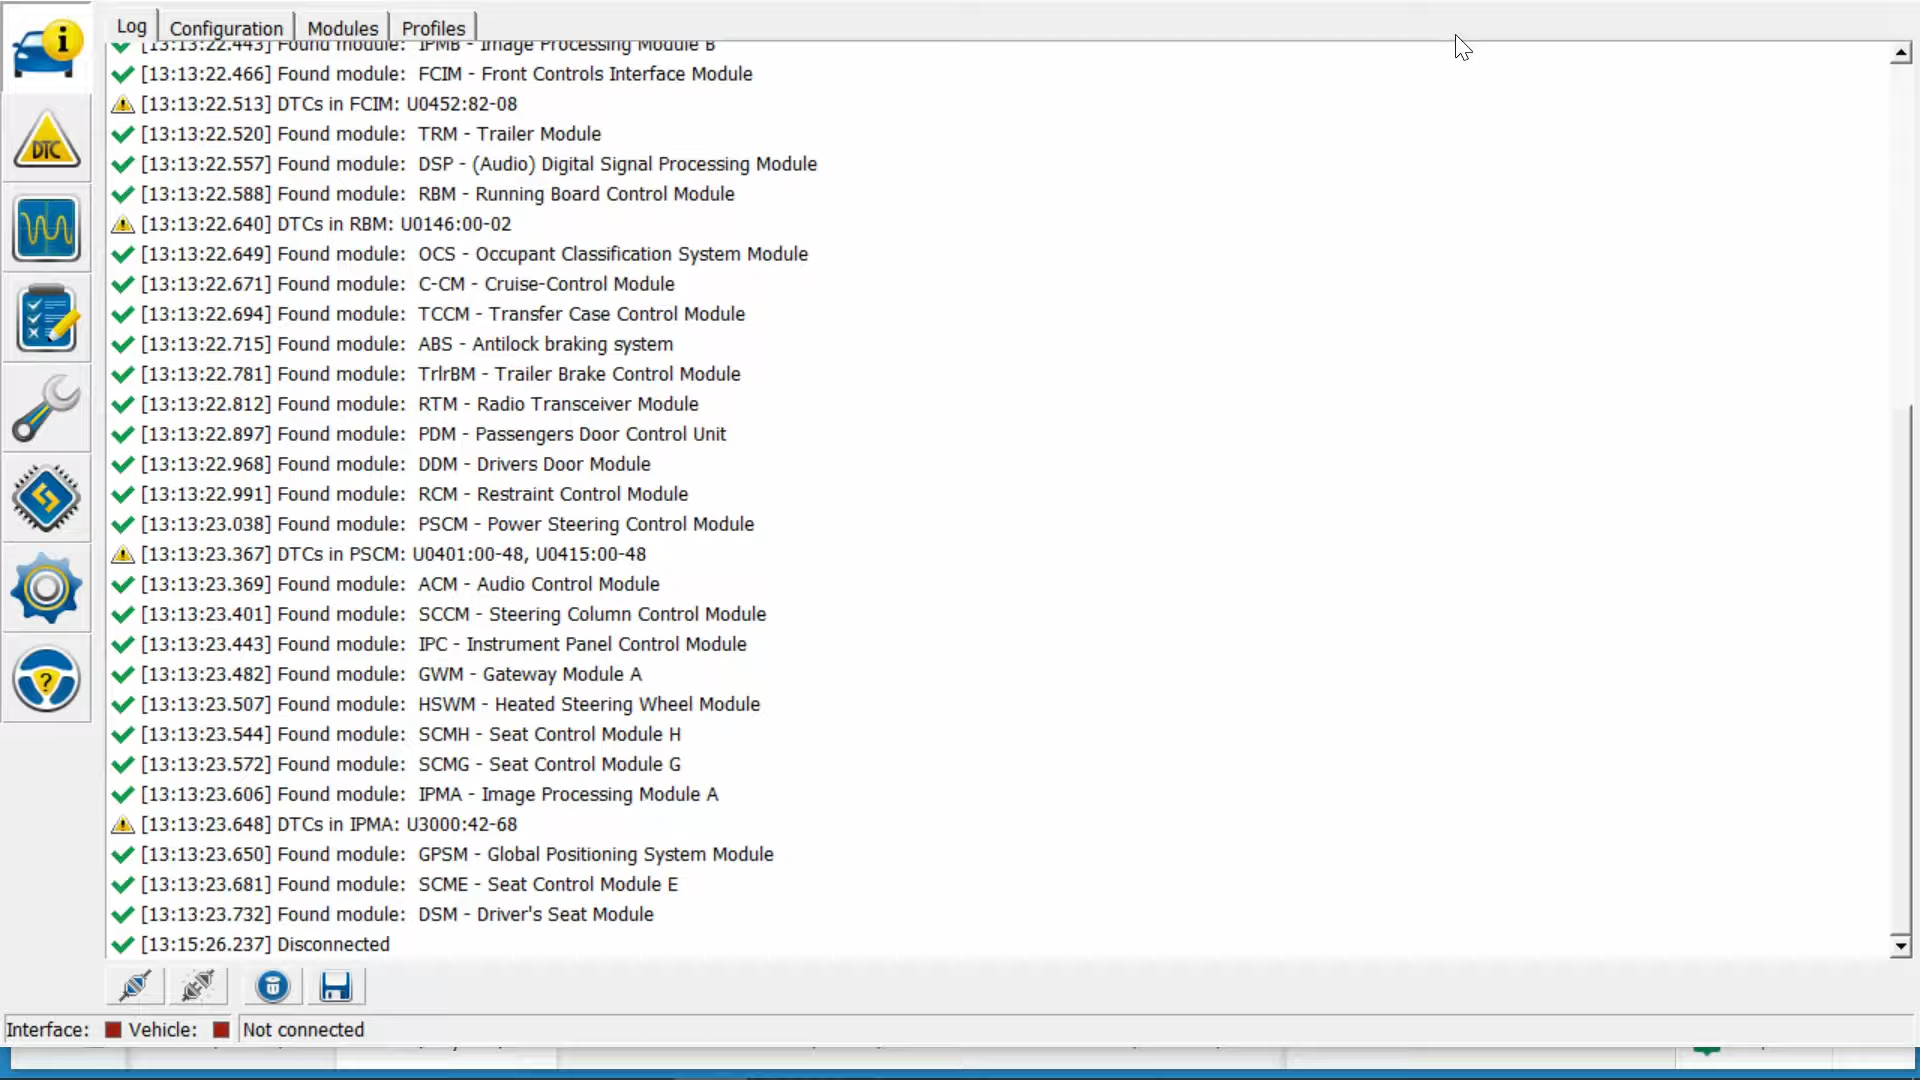 Log
Configuration
Modules
Profiles
[13:13:22.443] Found module: IPMB - Image Processing Module B
[13:13:22.466] Found module: FCIM - Front Controls Interface Module
[13:13:22.513] DTCs in FCIM: U0452:82-08
[13:13:22.520] Found module: TRM - Trailer Module
[13:13:22.557] Found module: DSP - (Audio) Digital Signal Processing Module
[13:13:22.588] Found module: RBM - Running Board Control Module
[13:13:22.640] DTCs in RBM: U0146:00-02
[13:13:22.649] Found module: OCS - Occupant Classification System Module
[13:13:22.671] Found module: C-CM - Cruise-Control Module
[13:13:22.694] Found module: TCCM - Transfer Case Control Module
[13:13:22.715] Found module: ABS - Antilock braking system
[13:13:22.781] Found module: TrlrBM - Trailer Brake Control Module
[13:13:22.812] Found module: RTM - Radio Transceiver Module
[13:13:22.897] Found module: PDM - Passengers Door Control Unit
[13:13:22.968] Found module: DDM - Drivers Door Module
[13:13:22.991] Found module: RCM - Restraint Control Module
[13:13:23.038] Found module: PSCM - Power Steering Control Module
[13:13:23.367] DTCs in PSCM: U0401:00-48, U0415:00-48
[13:13:23.369] Found module: ACM - Audio Control Module
[13:13:23.401] Found module: SCCM - Steering Column Control Module
[13:13:23.443] Found module: IPC - Instrument Panel Control Module
[13:13:23.482] Found module: GWM - Gateway Module A
[13:13:23.507] Found module: HSWM - Heated Steering Wheel Module
[13:13:23.544] Found module: SCMH - Seat Control Module H
[13:13:23.572] Found module: SCMG - Seat Control Module G
[13:13:23.606] Found module: IPMA - Image Processing Module A
[13:13:23.648] DTCs in IPMA: U3000:42-68
[13:13:23.650] Found module: GPSM - Global Positioning System Module
[13:13:23.681] Found module: SCME - Seat Control Module E
[13:13:23.732] Found module: DSM - Driver's Seat Module
[13:15:26.237] Disconnected
DTC
Interface: Vehicle: Not connected